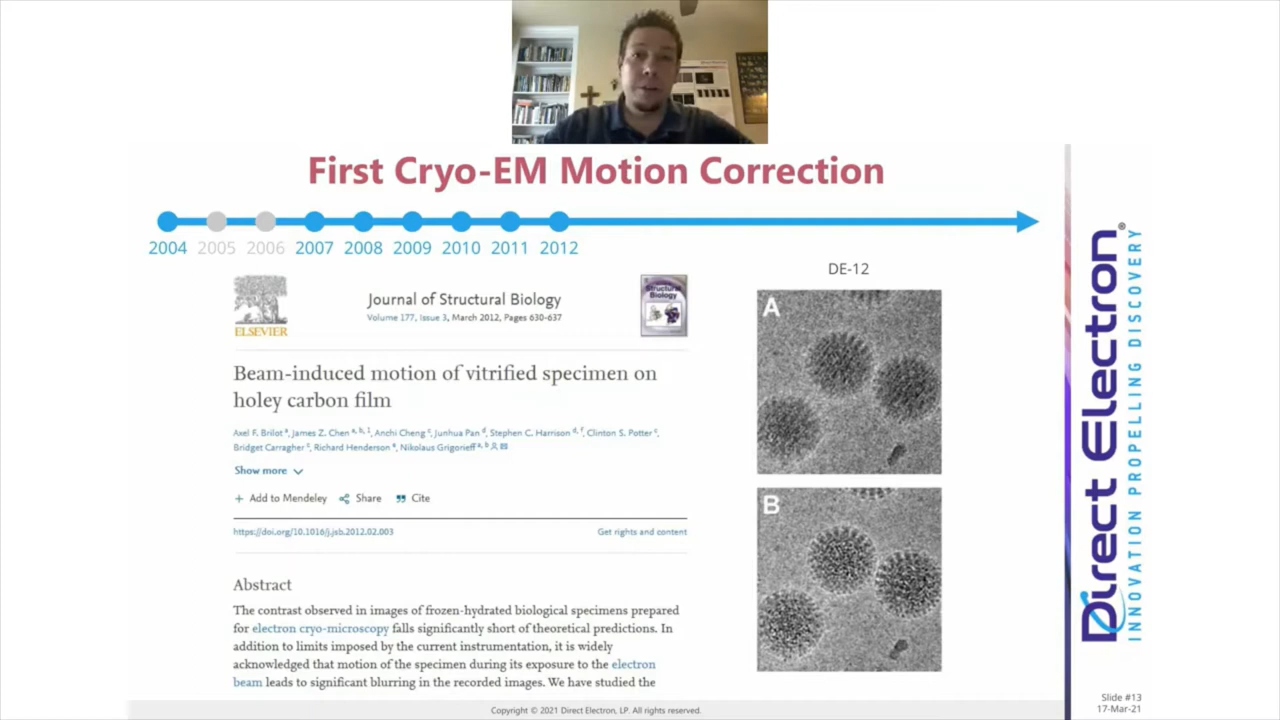 First Cryo-EM Motion Correction
2004 2005 2006 2007 2008 2009 2010 2011 2012
ELSEVIER
Journal of Structural Biology
Volume 177, Issue 3, March 2012, Pages 630-637
Structural
Biology
Beam-induced motion of vitrified specimen on
holey carbon film
Axel F. Brilot a, James Z. Chen a, b, 1, Anchi Cheng c, Junhua Pan d, Stephen C. Harrison d, f, Clinton S. Potter c,
Bridget Carragher c, Richard Henderson e, Nikolaus Grigorieff a, b
Show more
+ Add to Mendeley Share Cite
https://doi.org/10.1016/j.jsb.2012.02.003 Get rights and content
Abstract
The contrast observed in images of frozen-hydrated biological specimens prepared
for electron cryo-microscopy falls significantly short of theoretical predictions. In
addition to limits imposed by the current instrumentation, it is widely
acknowledged that motion of the specimen during its exposure to the electron
beam leads to significant blurring in the recorded images. We have studied the
DE-12
A
B
Direct Electron®
INNOVATION PROPELLING DISCOVERY
Copyright © 2021 Direct Electron, LP. All rights reserved.
Slide #13
17-Mar-21